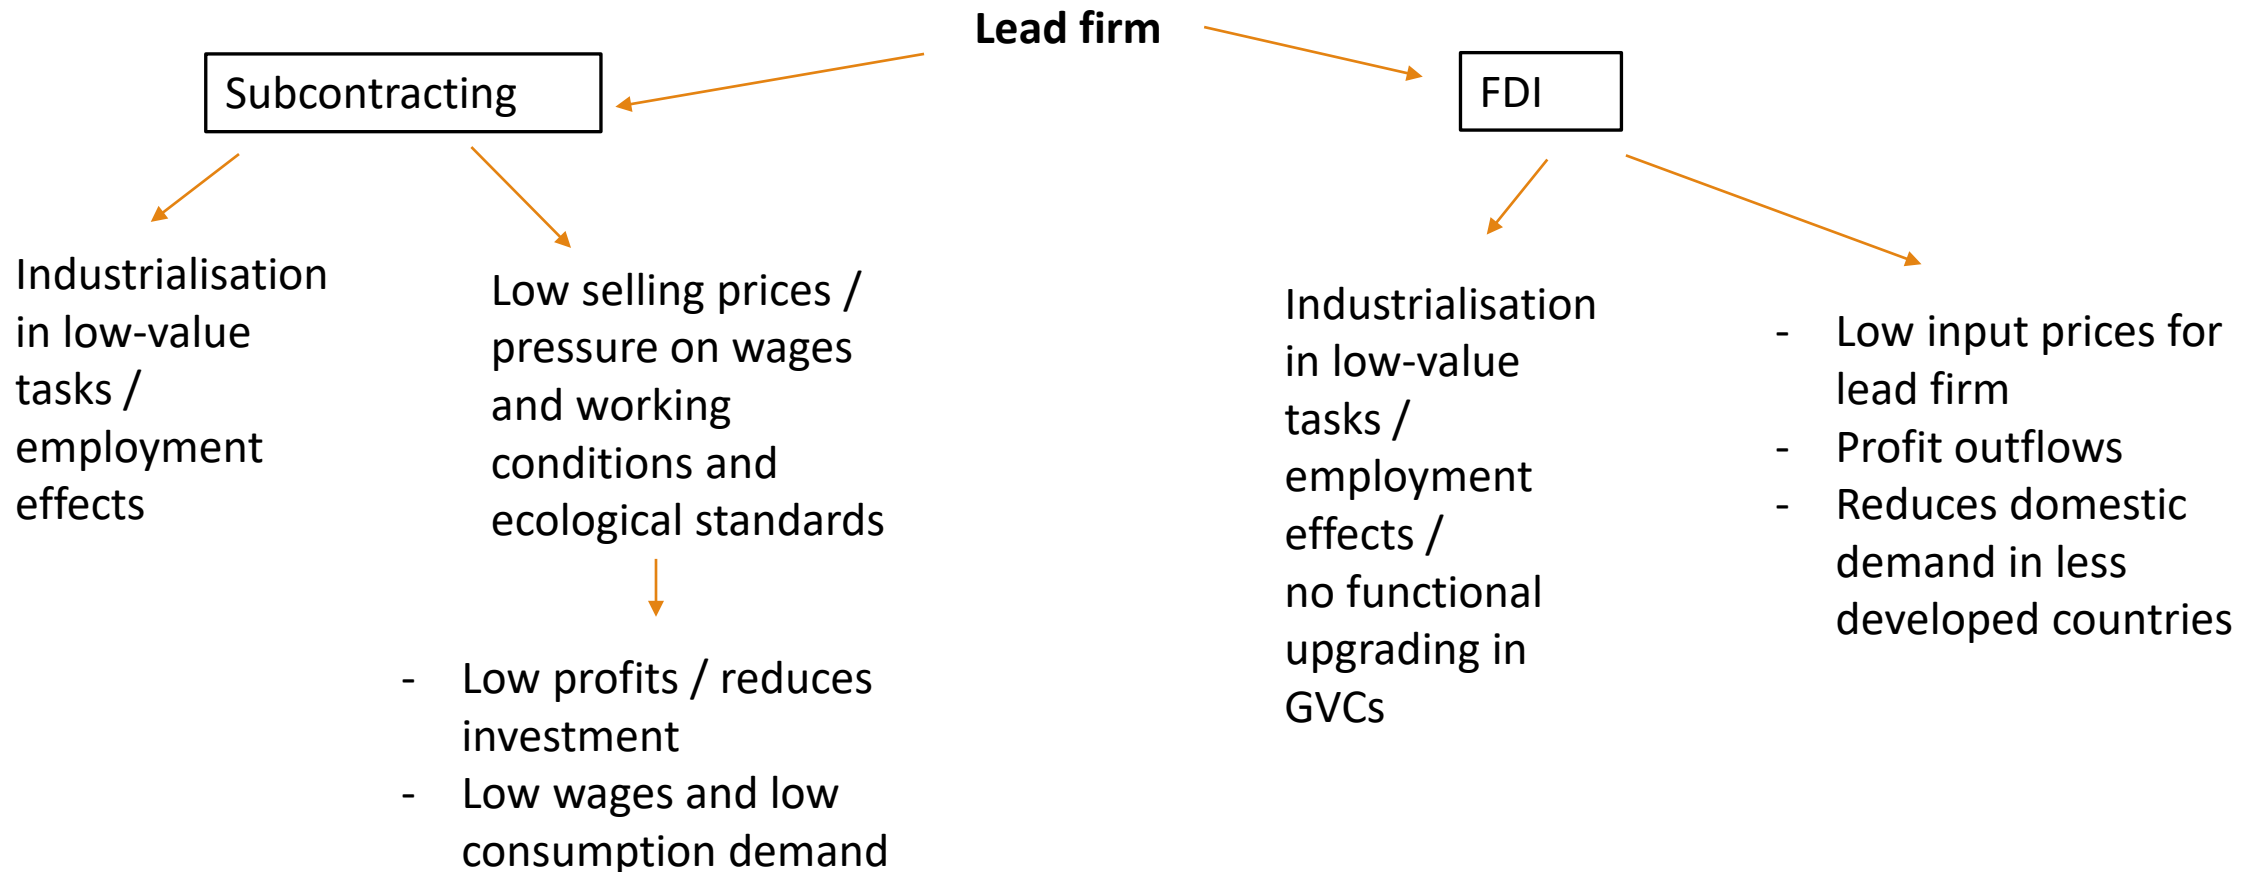 Lead firm
Subcontracting
FDI
Industrialisation
in low-value
tasks /
employment
effects
Low selling prices /
pressure on wages
and working
conditions and
ecological standards
- Low profits / reduces
investment
- Low wages and low
consumption demand
Industrialisation
in low-value
tasks /
employment
effects /
no functional
upgrading in
GVCs
- Low input prices for
lead firm
- Profit outflows
- Reduces domestic
demand in less
developed countries